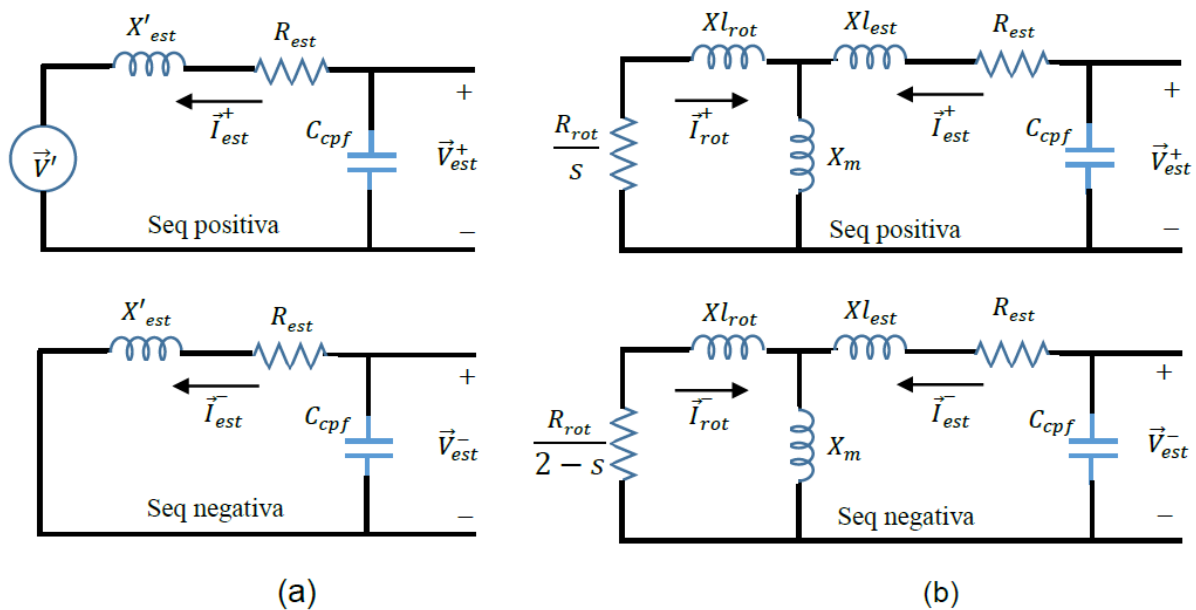 X'est
Rest
I⃗est+
Ccpf
V⃗'
+
V⃗est+
−
Seq positiva
Xlrot
Xlest
Rest
Rrot
s
I⃗rot+
I⃗est+
Xm
Ccpf
+
V⃗est+
−
Seq positiva
X'est
Rest
I⃗est−
Ccpf
+
V⃗est−
−
Seq negativa
(a)
Xlrot
Xlest
Rest
Rrot
2 − s
I⃗rot−
I⃗est−
Xm
Ccpf
+
V⃗est−
−
Seq negativa
(b)